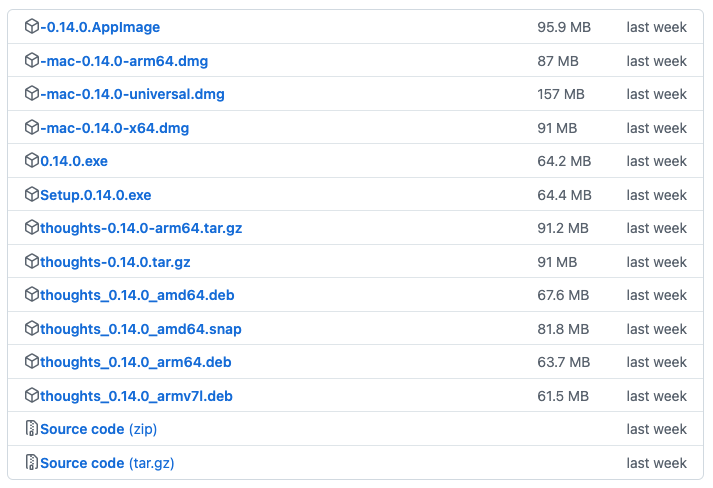 -0.14.0.AppImage 95.9 MB last week
-mac-0.14.0-arm64.dmg 87 MB last week
-mac-0.14.0-universal.dmg 157 MB last week
-mac-0.14.0-x64.dmg 91 MB last week
0.14.0.exe 64.2 MB last week
Setup.0.14.0.exe 64.4 MB last week
thoughts-0.14.0-arm64.tar.gz 91.2 MB last week
thoughts-0.14.0.tar.gz 91 MB last week
thoughts_0.14.0_amd64.deb 67.6 MB last week
thoughts_0.14.0_amd64.snap 81.8 MB last week
thoughts_0.14.0_arm64.deb 63.7 MB last week
thoughts_0.14.0_armv7l.deb 61.5 MB last week
Source code (zip) last week
Source code (tar.gz) last week